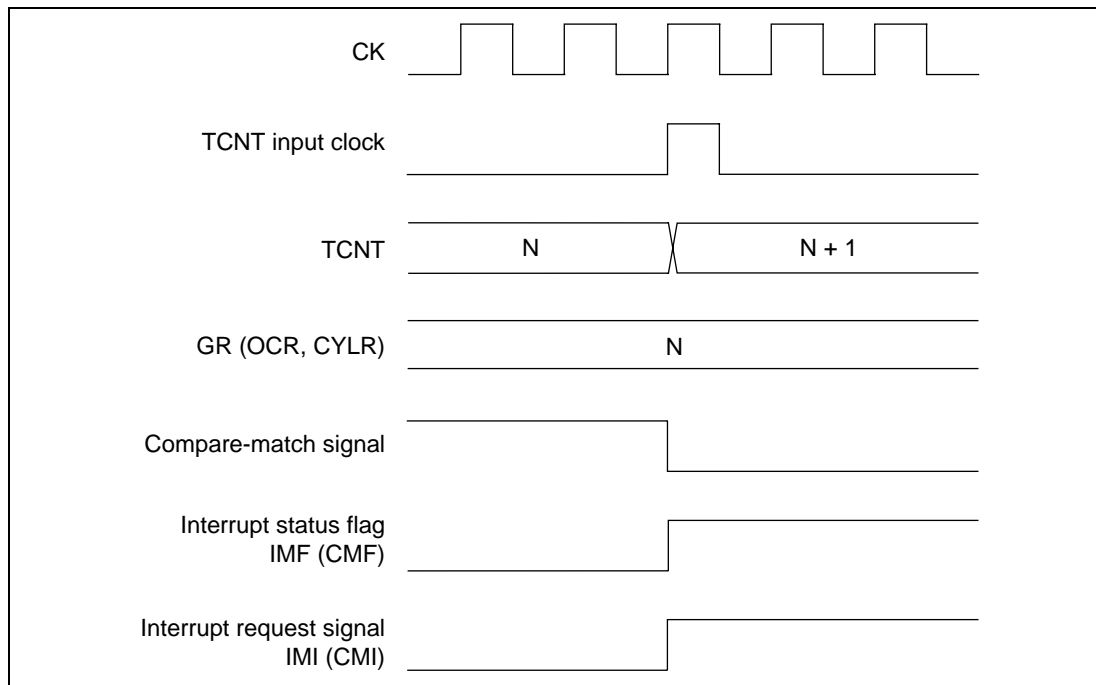 CK
TCNT input clock
TCNT
N
N + 1
GR (OCR, CYLR)
N
Compare-match signal
Interrupt status flag
IMF (CMF)
Interrupt request signal
IMI (CMI)